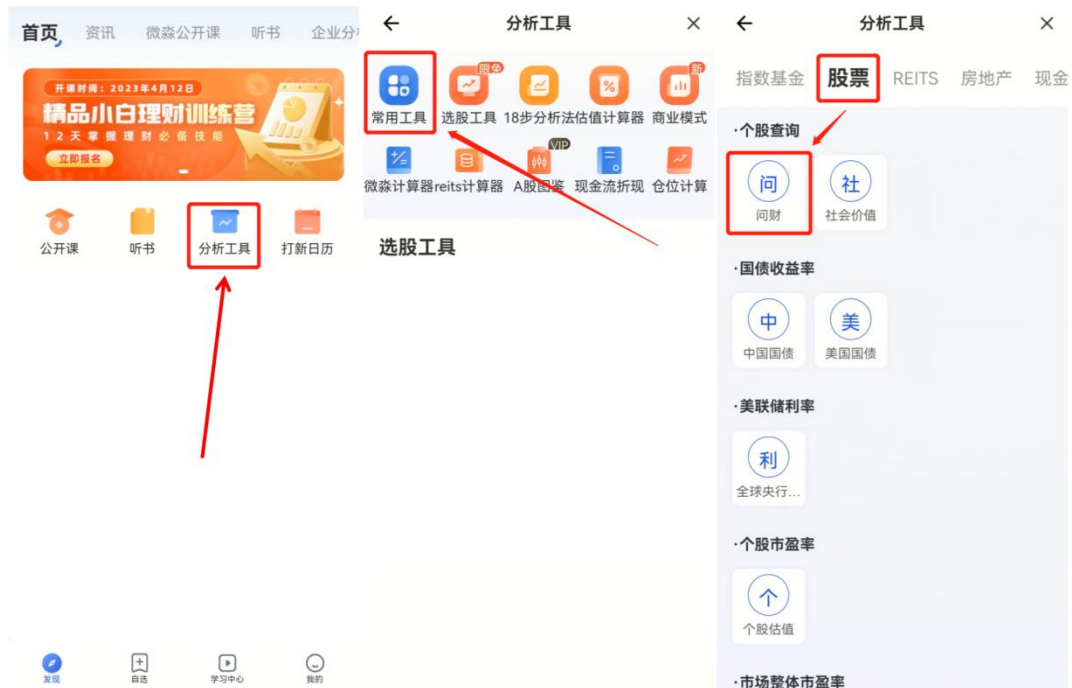 首页 资讯 微淼公开课 听书 企业分
开课时间：2023年4月12日
精品小白理财训练营
12天掌握理财必备技能
立即报名
公开课 听书 分析工具 打新日历
发现 自选 学习中心 我的
分析工具
限免 新
常用工具 选股工具 18步分析法 估值计算器 商业模式
VIP
微淼计算器 reits计算器 A股图鉴 现金流折现 仓位计算
选股工具
分析工具
指数基金 股票 REITS 房地产 现金
·个股查询
问 社
问财 社会价值
·国债收益率
中 美
中国国债 美国国债
·美联储利率
利
全球央行...
·个股市盈率
个
个股估值
·市场整体市盈率